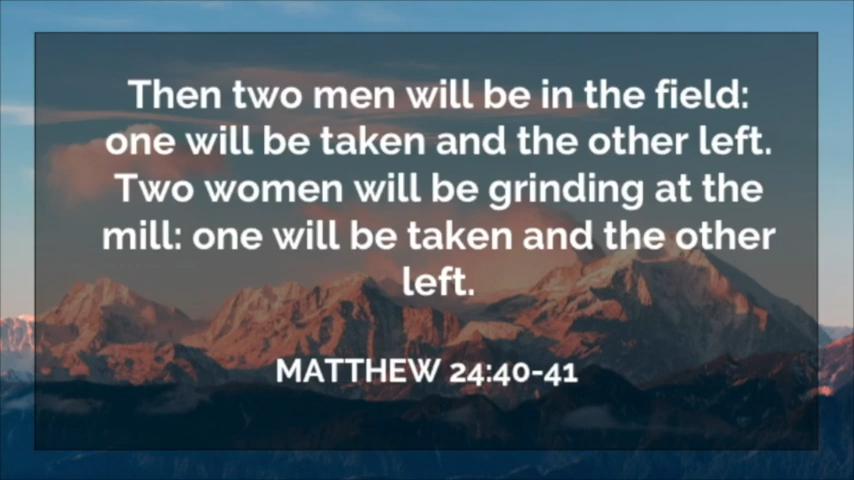 Then two men will be in the field:
one will be taken and the other left.
Two women will be grinding at the
mill: one will be taken and the other
left.
MATTHEW 24:40-41